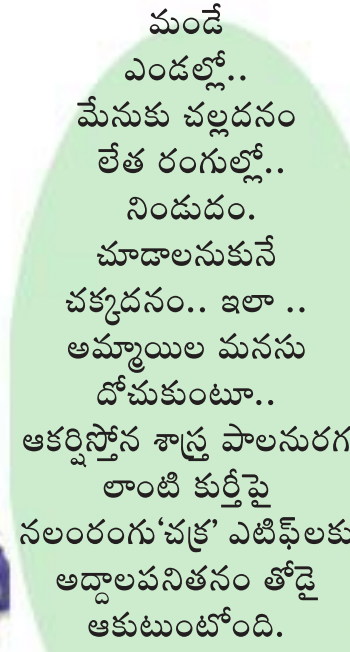 మండే
ఎండల్లో..
మేనుకు చల్లదనం
లేత రంగుల్లో..
నిండుదం.
చూడాలనుకునే
చక్కదనం.. ఇలా ..
అమ్మాయిల మనసు
దోచుకుంటూ..
ఆకర్షిస్తోన శాస్త్ర పాలనురగ
లాంటి కుర్తీపై
నలంరంగు‘చక్ర’ ఎటిఫ్‌లకు
అద్దాలపనితనం తోడై
ఆకుటుంటోంది.